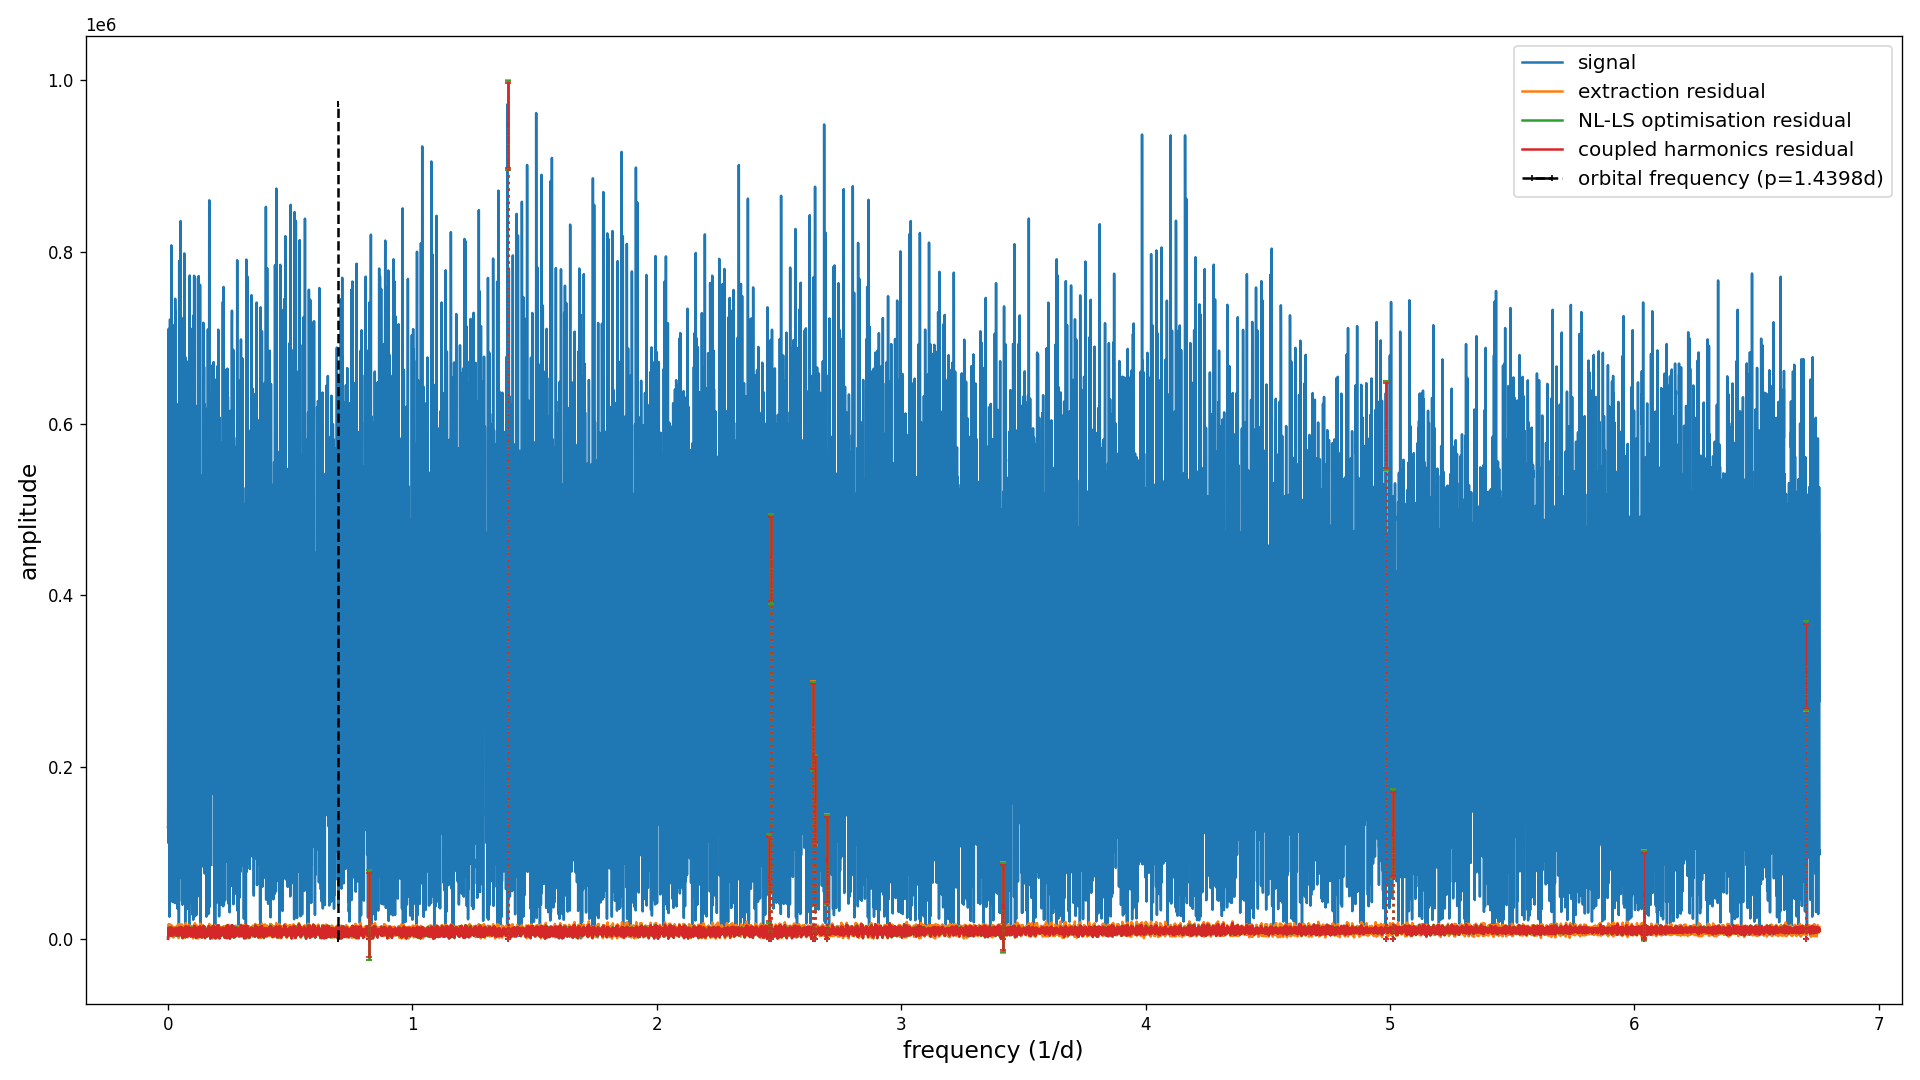 1e6
1.0
0.8
0.6
0.4
0.2
0.0
amplitude
0 1 2 3 4 5 6 7
frequency (1/d)
signal
extraction residual
NL-LS optimisation residual
coupled harmonics residual
orbital frequency (p=1.4398d)